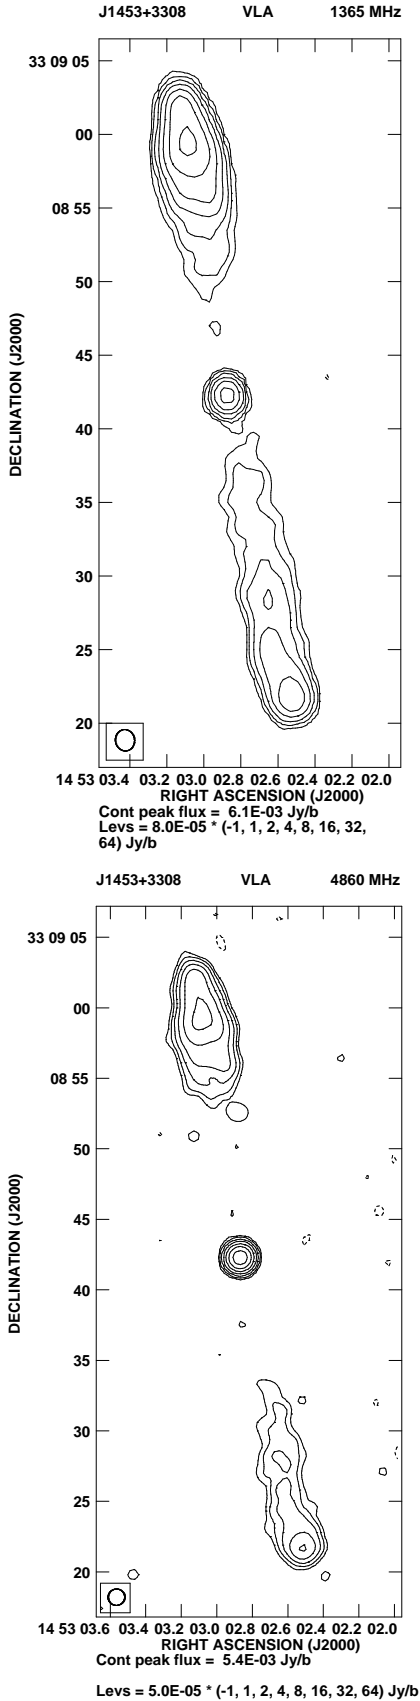 J1453+3308 VLA 1365 MHz
33 09 05
00
08 55
50
45
40
35
30
25
20
DECLINATION (J2000)
14 53 03.4 03.2 03.0 02.8 02.6 02.4 02.2 02.0
RIGHT ASCENSION (J2000)
Cont peak flux = 6.1E-03 Jy/b
Levs = 8.0E-05 * (-1, 1, 2, 4, 8, 16, 32,
64) Jy/b
J1453+3308 VLA 4860 MHz
33 09 05
00
08 55
50
45
40
35
30
25
20
DECLINATION (J2000)
14 53 03.6 03.4 03.2 03.0 02.8 02.6 02.4 02.2 02.0
RIGHT ASCENSION (J2000)
Cont peak flux = 5.4E-03 Jy/b
Levs = 5.0E-05 * (-1, 1, 2, 4, 8, 16, 32, 64) Jy/b